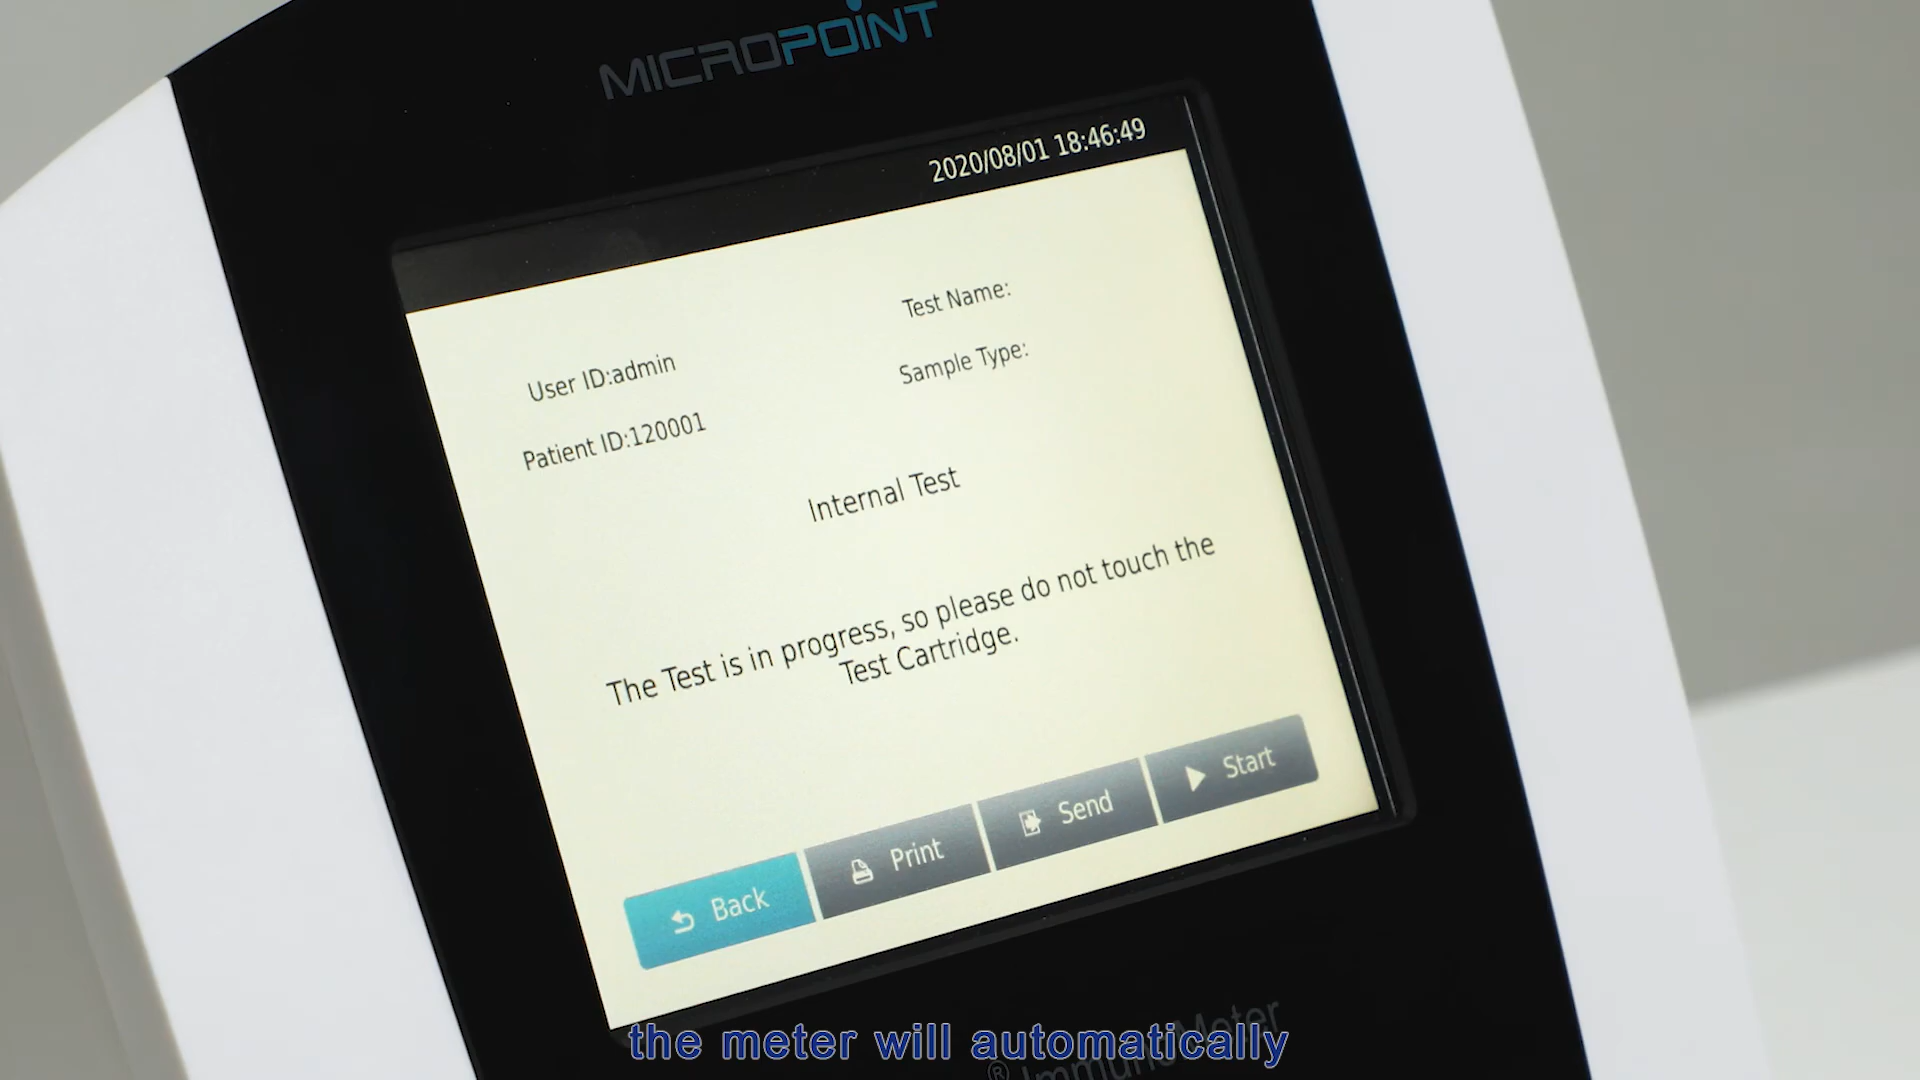 MICROPOINT
2020/08/01 18:46:49
Test Name:
User ID:admin
Sample Type:
Patient ID:120001
Internal Test
The Test is in progress, so please do not touch the
Test Cartridge.
Back
Print
Send
Start
the meter will automatically
® Immuno Meter